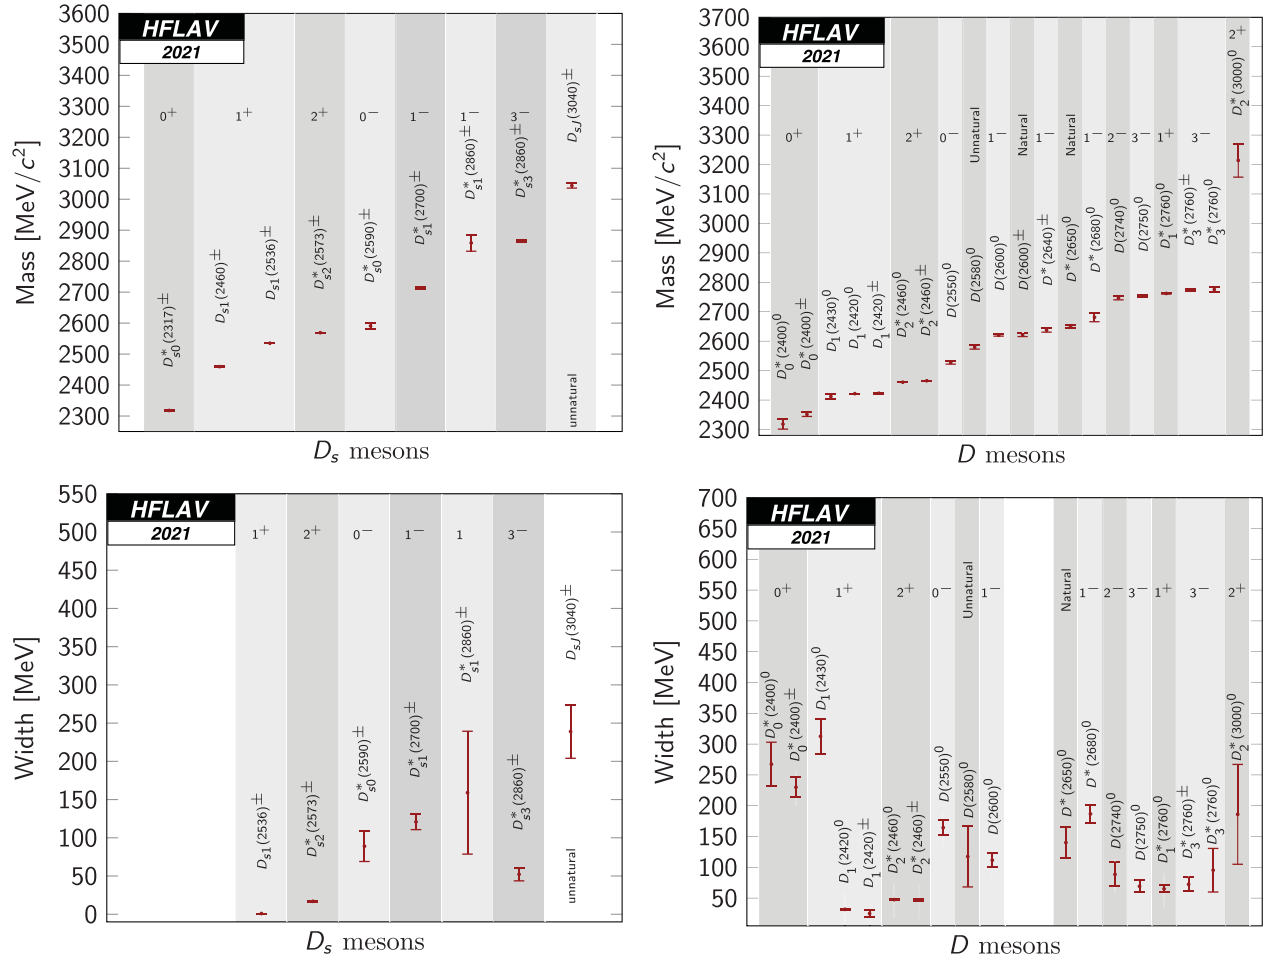 HFLAV
2021
Mass [MeV/c²]
3600
3500
3400
3300
3200
3100
3000
2900
2800
2700
2600
2500
2400
2300
0⁺ 1⁺ 2⁺ 0⁻ 1⁻ 1⁻ 3⁻
D*s0(2317)±
Ds1(2460)±
Ds1(2536)±
D*s2(2573)±
D*s0(2590)±
D*s1(2700)±
D*s1(2860)±
D*s3(2860)±
DsJ(3040)±
unnatural
Ds mesons
HFLAV
2021
Mass [MeV/c²]
3700
3600
3500
3400
3300
3200
3100
3000
2900
2800
2700
2600
2500
2400
2300
0⁺ 1⁺ 2⁺ 0⁻ Unnatural 1⁻ Natural 1⁻ Natural 1⁻ 2⁻ 3⁻ 1⁺ 3⁻ 2⁺
D*0(2400)⁰
D*0(2400)±
D1(2430)⁰
D1(2420)⁰
D1(2420)±
D*2(2460)⁰
D*2(2460)±
D(2550)⁰
D(2580)⁰
D(2600)⁰
D(2600)±
D*(2640)±
D*(2650)⁰
D*(2680)⁰
D(2740)⁰
D(2750)⁰
D*1(2760)⁰
D*3(2760)±
D*3(2760)⁰
D*2(3000)⁰
D mesons
HFLAV
2021
Width [MeV]
550
500
450
400
350
300
250
200
150
100
50
0
1⁺ 2⁺ 0⁻ 1⁻ 1 3⁻
Ds1(2536)±
D*s2(2573)±
D*s0(2590)±
D*s1(2700)±
D*s1(2860)±
D*s3(2860)±
DsJ(3040)±
unnatural
Ds mesons
HFLAV
2021
Width [MeV]
700
650
600
550
500
450
400
350
300
250
200
150
100
50
0⁺ 1⁺ 2⁺ 0⁻ Unnatural 1⁻ Natural 1⁻ 2⁻ 3⁻ 1⁺ 3⁻ 2⁺
D*0(2400)⁰
D*0(2400)±
D1(2430)⁰
D1(2420)⁰
D1(2420)±
D*2(2460)⁰
D*2(2460)±
D(2550)⁰
D(2580)⁰
D(2600)⁰
D*(2650)⁰
D*(2680)⁰
D(2740)⁰
D(2750)⁰
D*1(2760)⁰
D*3(2760)±
D*3(2760)⁰
D*2(3000)⁰
D mesons